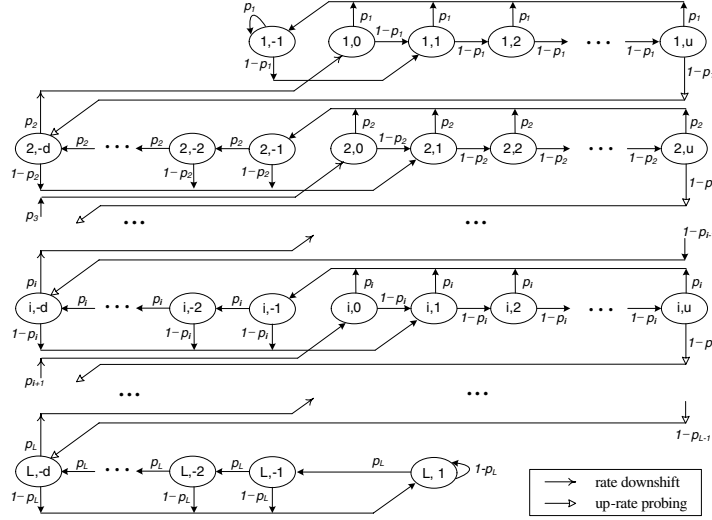 p1
p1 p1 p1 p1
1,-1 1,0 1-p1 1,1 1,2 ••• 1,u
1-p1 1-p1 1-p1 1-p1 1-p
p2 p2 p2 p2 p2
2,-d p2 ••• p2 2,-2 p2 2,-1 2,0 1-p2 2,1 2,2 ••• 2,u
1-p2 1-p2 1-p2 1-p2 1-p2 1-p2 1-p
p3 ••• •••
1-pi-
pi pi pi pi pi
i,-d pi ••• pi i,-2 pi i,-1 i,0 1-pi i,1 i,2 ••• i,u
1-pi 1-pi 1-pi 1-pi 1-pi 1-pi 1-p
pi+1 ••• •••
1-pL-1
pL
L,-d pL ••• pL L,-2 pL L,-1 pL L, 1 1-pL
1-pL 1-pL 1-pL
rate downshift
up-rate probing